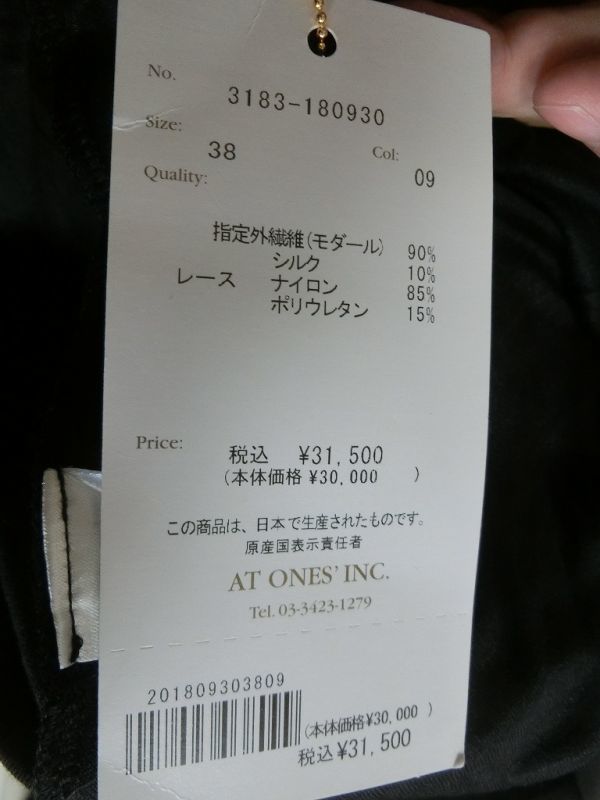 No. 3183-180930
Size: 38 Col: 09
Quality:
指定外繊維(モダール) 90%
シルク 10%
レース ナイロン 85%
ポリウレタン 15%
Price: 税込 ¥31,500
(本体価格 ¥30,000 )
この商品は、日本で生産されたものです。
原産国表示責任者
AT ONES' INC.
Tel. 03-3423-1279
201809303809
(本体価格¥30,000 )
税込¥31,500